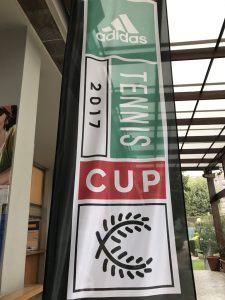 adidas
TENNIS
2017
CUP